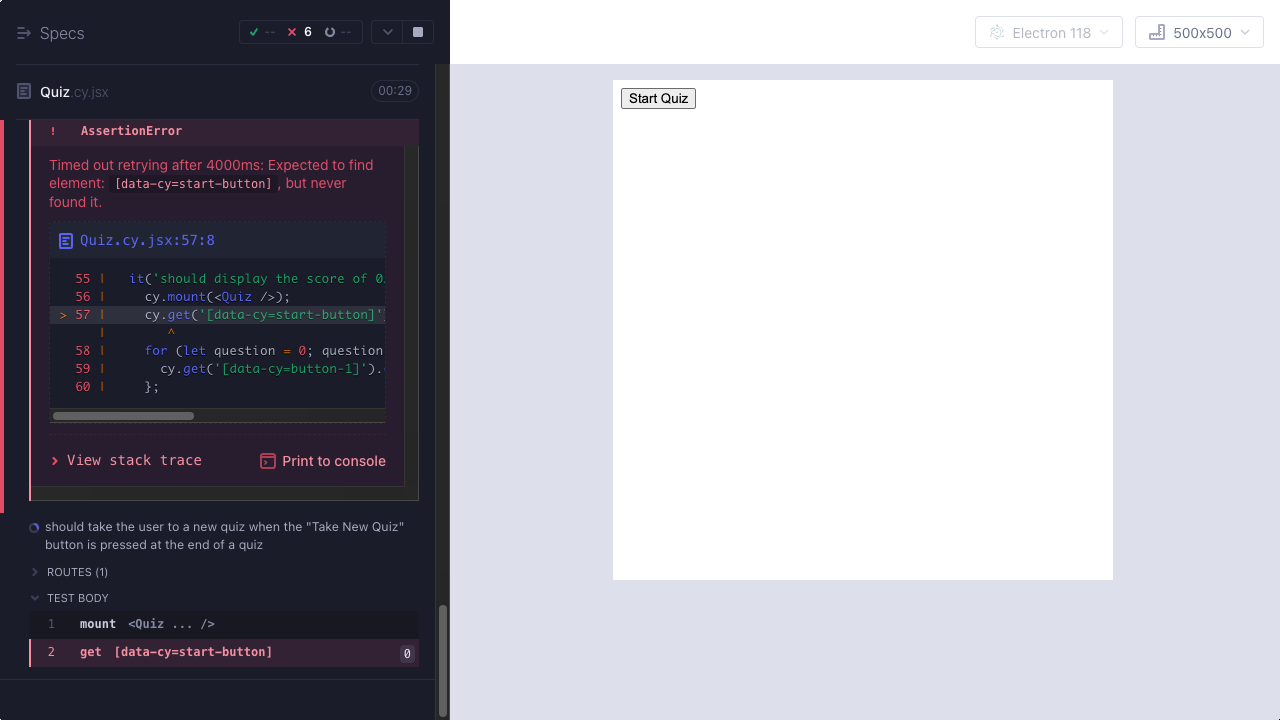 Specs
-- 6 --
Electron 118
500x500
Quiz.cy.jsx
00:29
Start Quiz
! AssertionError
Timed out retrying after 4000ms: Expected to find
element: [data-cy=start-button], but never
found it.
Quiz.cy.jsx:57:8
55 | it('should display the score of 0
56 | cy.mount(<Quiz />);
> 57 | cy.get('[data-cy=start-button]'
| ^
58 | for (let question = 0; question
59 | cy.get('[data-cy=button-1]').
60 | };
> View stack trace
Print to console
should take the user to a new quiz when the "Take New Quiz"
button is pressed at the end of a quiz
ROUTES (1)
TEST BODY
1 mount <Quiz ... />
2 get [data-cy=start-button] 0